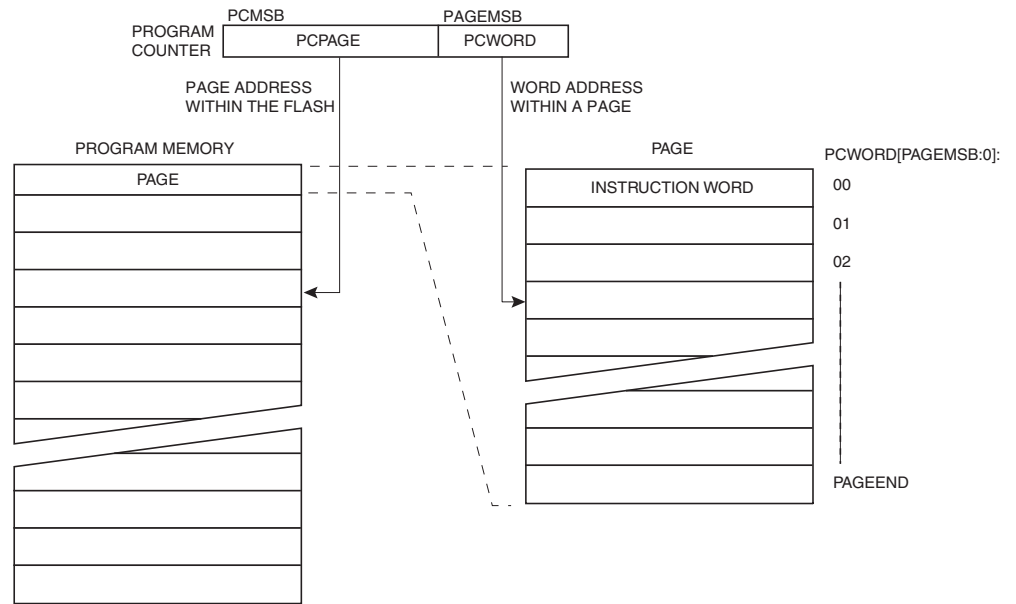 PCMSB
PAGEMSB
PROGRAM
COUNTER
PCPAGE
PCWORD
PAGE ADDRESS
WITHIN THE FLASH
WORD ADDRESS
WITHIN A PAGE
PROGRAM MEMORY
PAGE
PAGE
INSTRUCTION WORD
PCWORD[PAGEMSB:0]:
00
01
02
PAGEEND